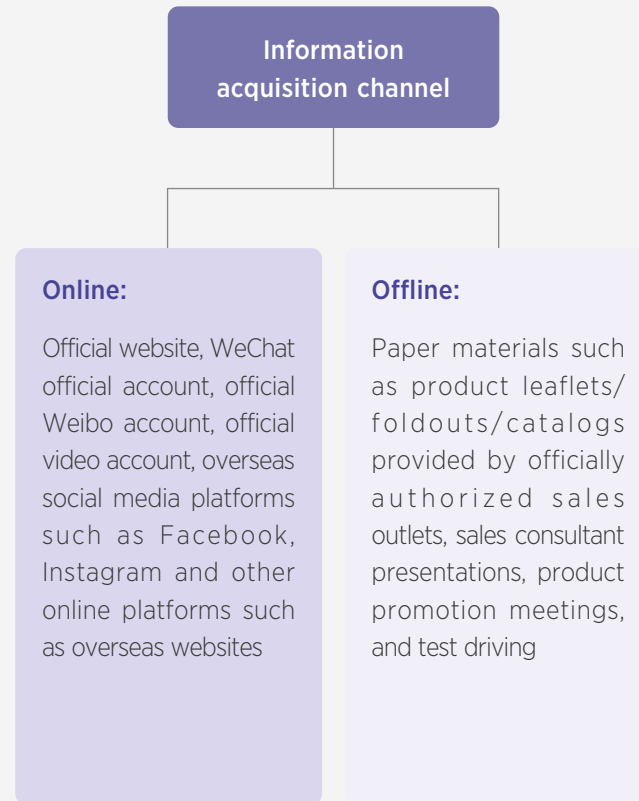 Information
acquisition channel
Online:
Official website, WeChat
official account, official
Weibo account, official
video account, overseas
social media platforms
such as Facebook,
Instagram and other
online platforms such
as overseas websites
Offline:
Paper materials such
as product leaflets/
foldouts/catalogs
provided by officially
authorized sales
outlets, sales consultant
presentations, product
promotion meetings,
and test driving